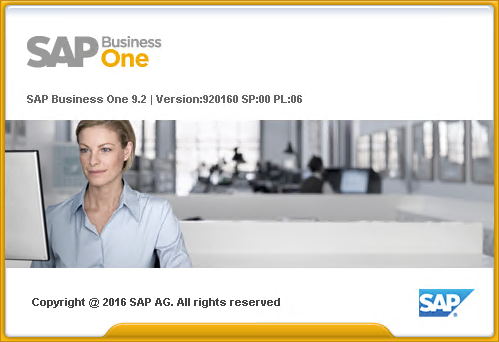 SAP Business
One
SAP Business One 9.2 | Version:920160 SP:00 PL:06
Copyright @ 2016 SAP AG. All rights reserved
SAP